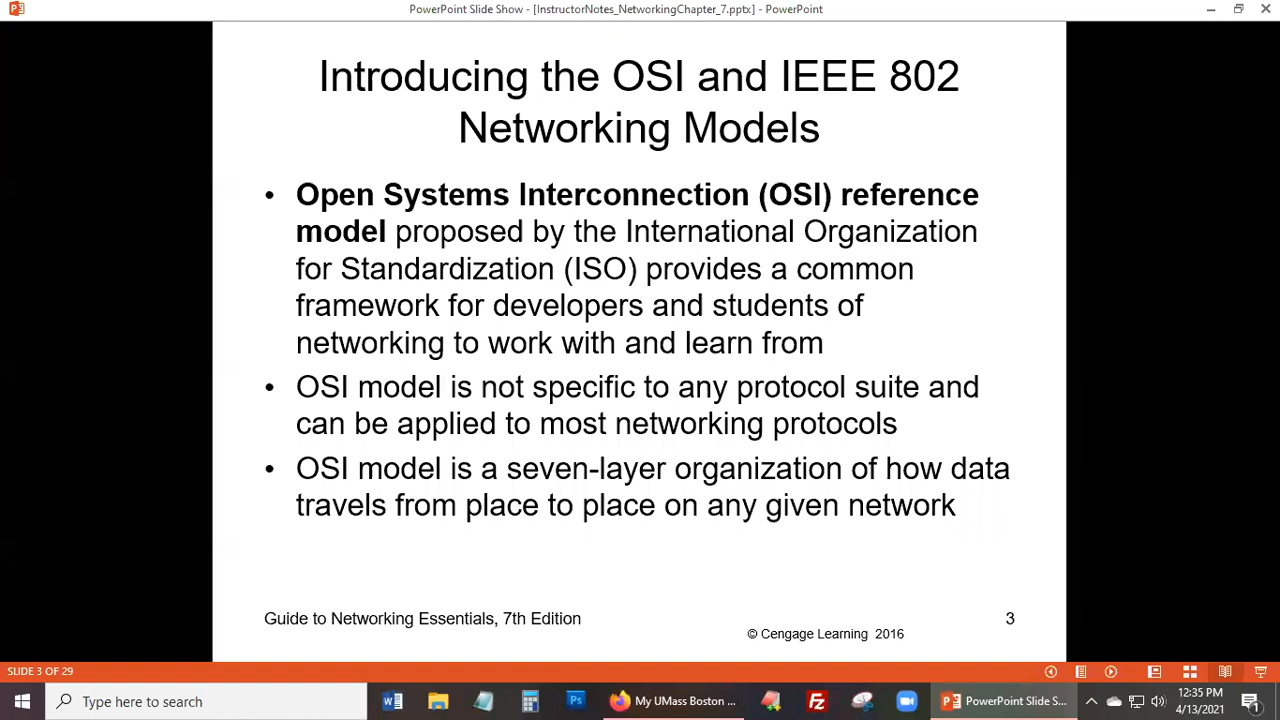 PowerPoint Slide Show - [InstructorNotes_NetworkingChapter_7.pptx] - PowerPoint
Introducing the OSI and IEEE 802
Networking Models
• Open Systems Interconnection (OSI) reference
model proposed by the International Organization
for Standardization (ISO) provides a common
framework for developers and students of
networking to work with and learn from
• OSI model is not specific to any protocol suite and
can be applied to most networking protocols
• OSI model is a seven-layer organization of how data
travels from place to place on any given network
Guide to Networking Essentials, 7th Edition
3
© Cengage Learning 2016
SLIDE 3 OF 29
Type here to search
My UMass Boston ...
PowerPoint Slide S...
12:35 PM
4/13/2021
1